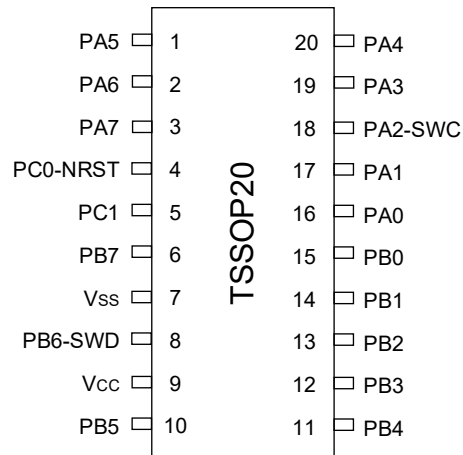 PA5 1 20 PA4
PA6 2 19 PA3
PA7 3 18 PA2-SWC
PC0-NRST 4 17 PA1
PC1 5 16 PA0
PB7 6 15 PB0
Vss 7 14 PB1
PB6-SWD 8 13 PB2
Vcc 9 12 PB3
PB5 10 11 PB4
TSSOP20